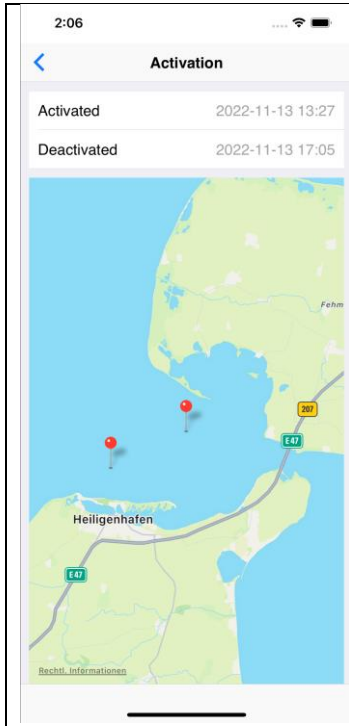 2:06
Activation
Activated 2022-11-13 13:27
Deactivated 2022-11-13 17:05
Fehm
207
E47
Heiligenhafen
E47
Rechtl. Informationen